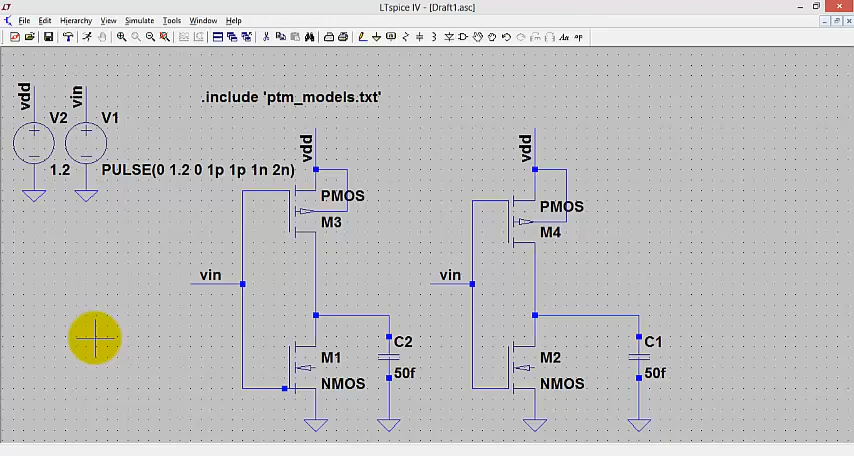 LTspice IV - [Draft1.asc]
File Edit Hierarchy View Simulate Tools Window Help
.include 'ptm_models.txt'
vdd
V2
1.2
vin
V1
PULSE(0 1.2 0 1p 1p 1n 2n)
vdd
PMOS
M3
vin
M1
NMOS
C2
50f
vdd
PMOS
M4
vin
M2
NMOS
C1
50f